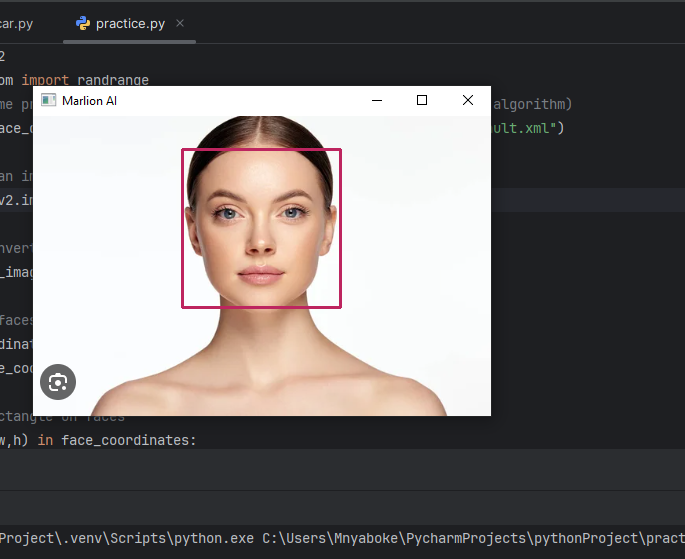 car.py practice.py
2
om import randrange
Marlion AI
me pr algorithm)
ace_c ult.xml")
an im
v2.im
nvert
_imag
faces
dinat
e_coo
ctangle on faces
w,h) in face_coordinates:
Project\.venv\Scripts\python.exe C:\Users\Mnyaboke\PycharmProjects\pythonProject\pract